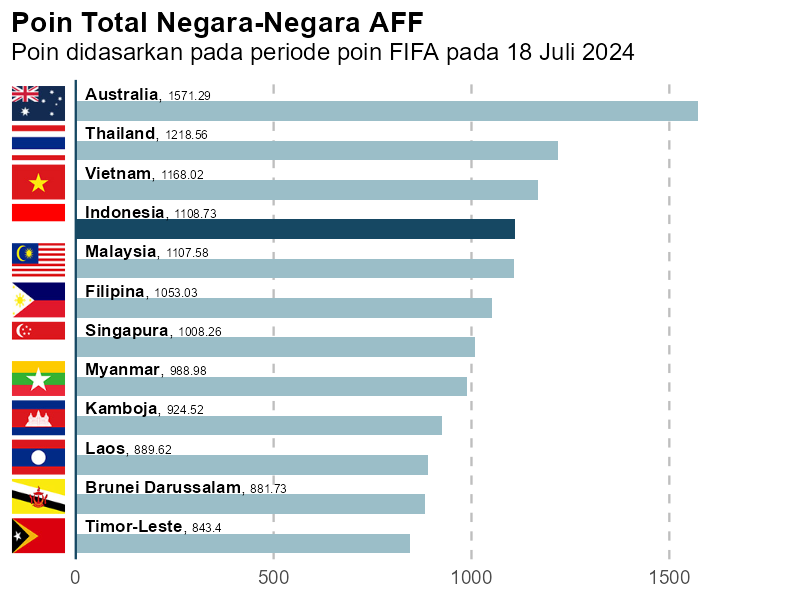 Poin Total Negara-Negara AFF
Poin didasarkan pada periode poin FIFA pada 18 Juli 2024
Australia, 1571.29
Thailand, 1218.56
Vietnam, 1168.02
Indonesia, 1108.73
Malaysia, 1107.58
Filipina, 1053.03
Singapura, 1008.26
Myanmar, 988.98
Kamboja, 924.52
Laos, 889.62
Brunei Darussalam, 881.73
Timor-Leste, 843.4
0 500 1000 1500